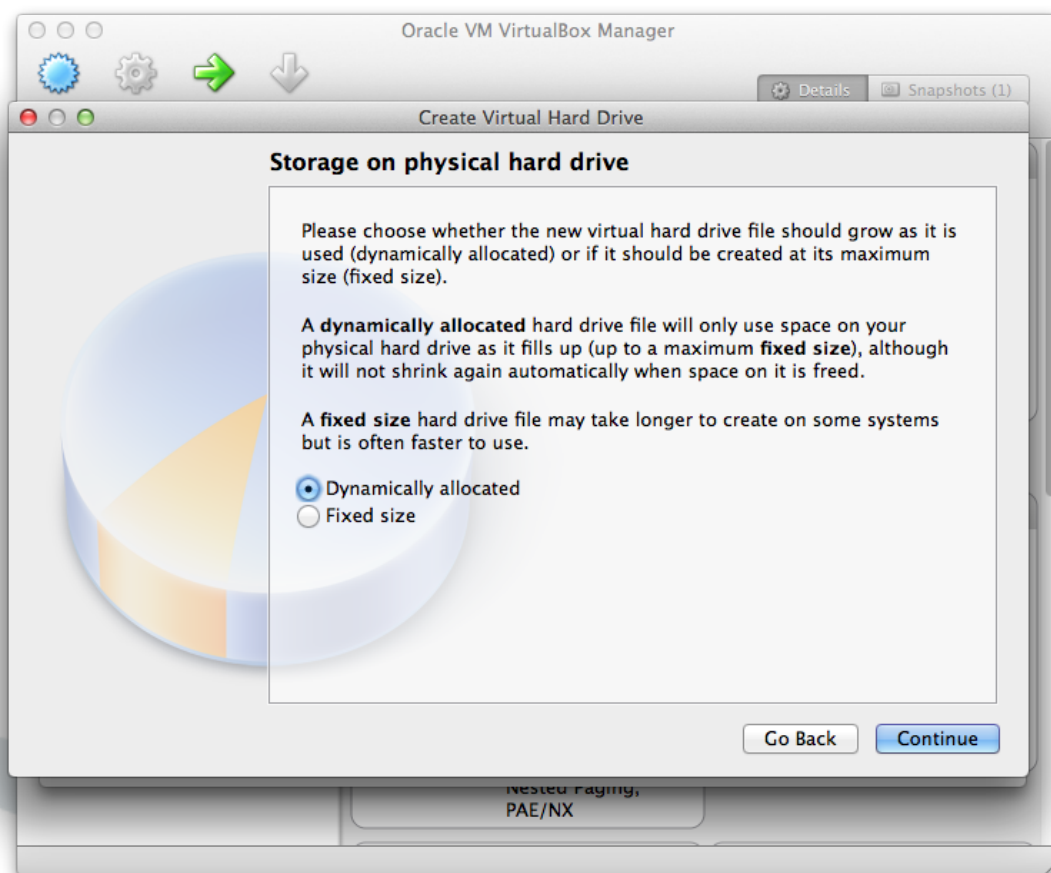 Oracle VM VirtualBox Manager
Details
Snapshots (1)
Create Virtual Hard Drive
Storage on physical hard drive
Please choose whether the new virtual hard drive file should grow as it is
used (dynamically allocated) or if it should be created at its maximum
size (fixed size).
A dynamically allocated hard drive file will only use space on your
physical hard drive as it fills up (up to a maximum fixed size), although
it will not shrink again automatically when space on it is freed.
A fixed size hard drive file may take longer to create on some systems
but is often faster to use.
Dynamically allocated
Fixed size
Go Back
Continue
Nested Paging,
PAE/NX